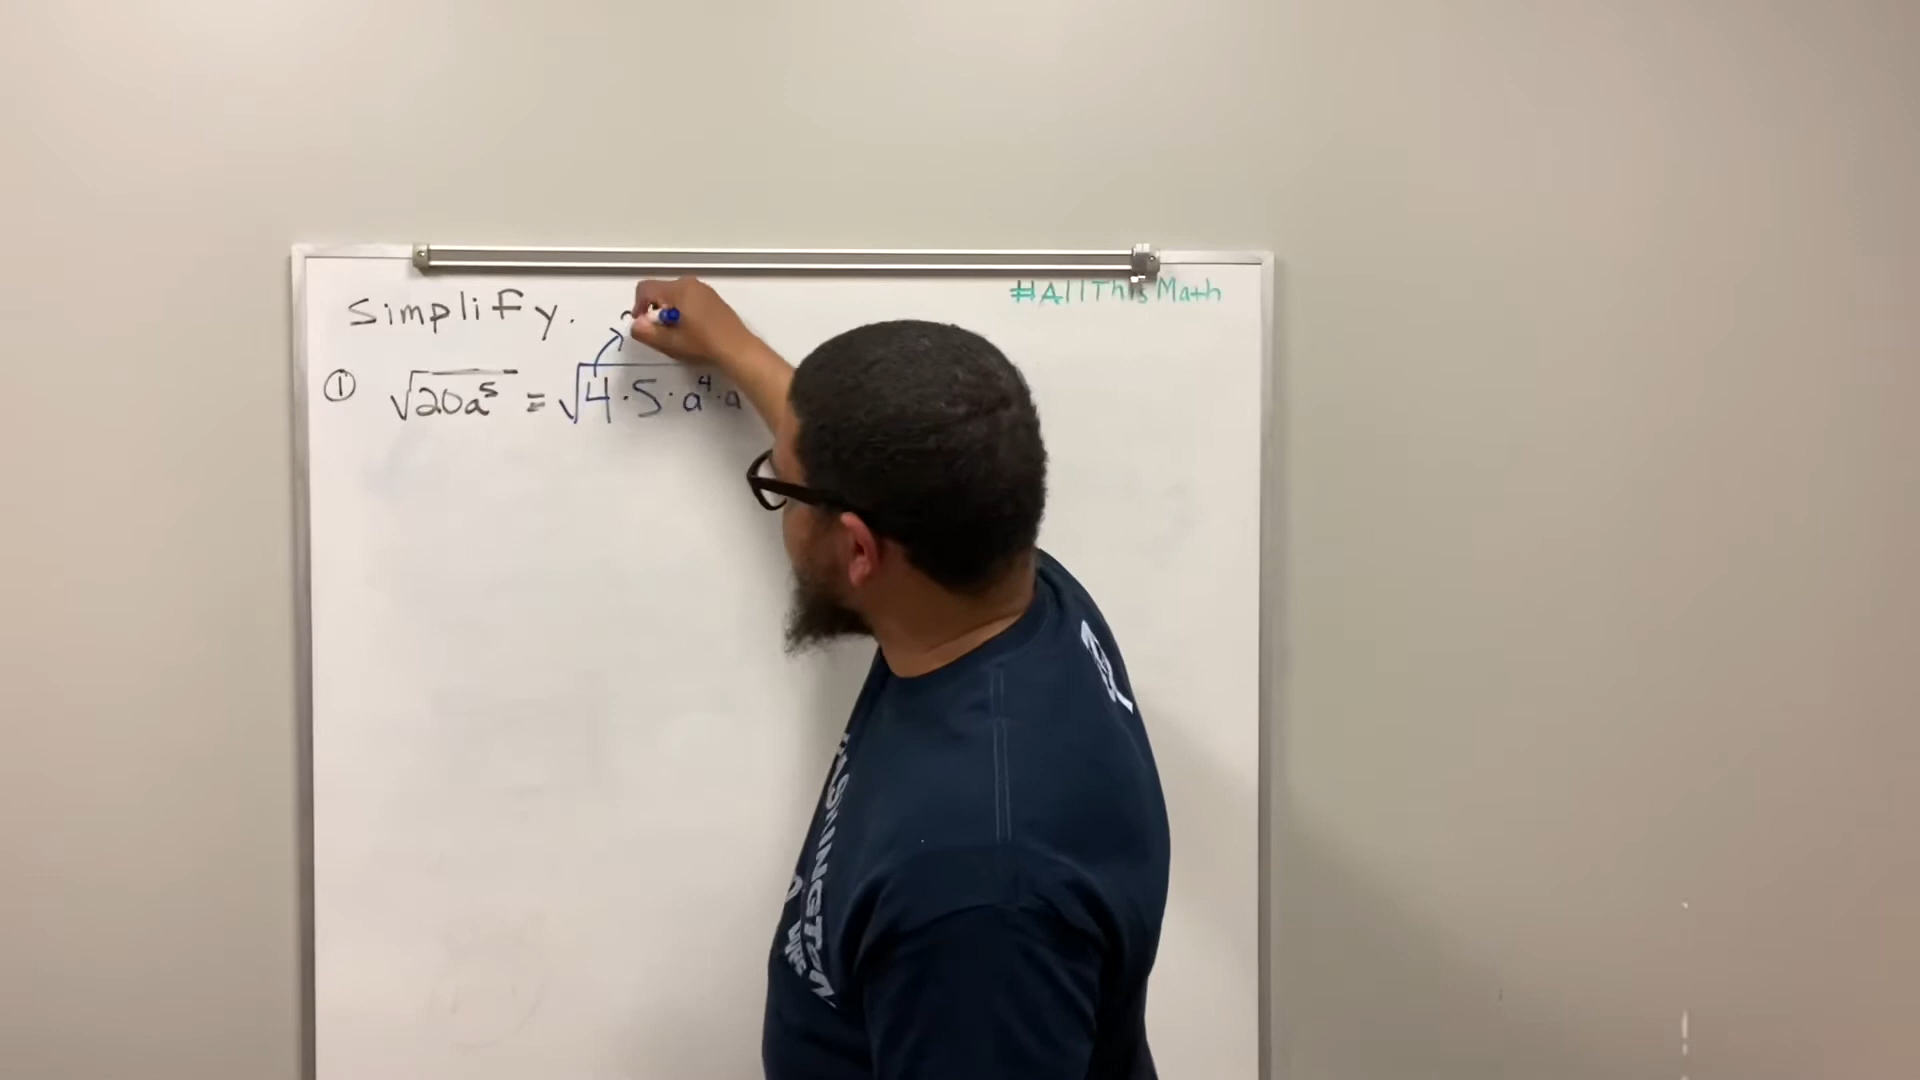 Simplify.
#AllThisMath
① √20a⁵ = √4·5·a⁴·a